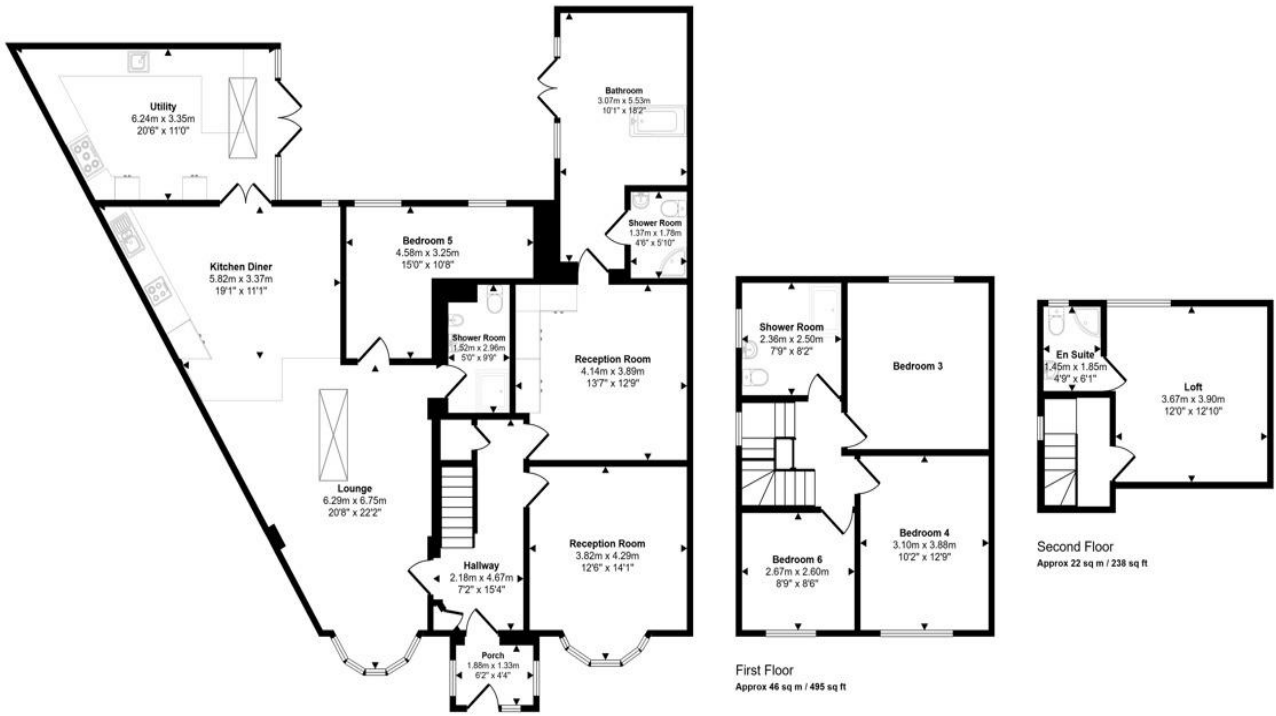 Utility
6.24m x 3.35m
20'6" x 11'0"
Bathroom
3.07m x 5.53m
10'1" x 18'2"
Shower Room
1.37m x 1.78m
4'6" x 5'10"
Kitchen Diner
5.82m x 3.37m
19'1" x 11'1"
Bedroom 5
4.58m x 3.25m
15'0" x 10'8"
Shower Room
1.52m x 2.96m
5'0" x 9'9"
Reception Room
4.14m x 3.89m
13'7" x 12'9"
Lounge
6.29m x 6.75m
20'8" x 22'2"
Hallway
2.18m x 4.67m
7'2" x 15'4"
Reception Room
3.82m x 4.29m
12'6" x 14'1"
Porch
1.88m x 1.33m
6'2" x 4'4"
Shower Room
2.36m x 2.50m
7'9" x 8'2"
Bedroom 3
Bedroom 4
3.10m x 3.88m
10'2" x 12'9"
Bedroom 6
2.67m x 2.60m
8'9" x 8'6"
First Floor
Approx 46 sq m / 495 sq ft
En Suite
1.45m x 1.85m
4'9" x 6'1"
Loft
3.67m x 3.90m
12'0" x 12'10"
Second Floor
Approx 22 sq m / 238 sq ft